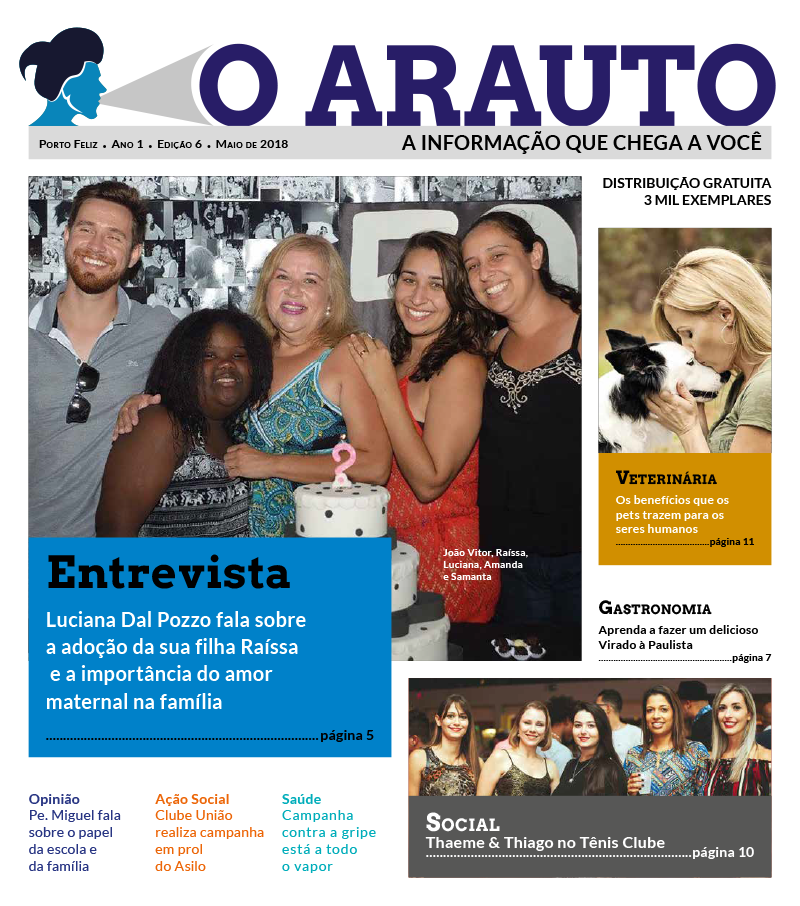 O ARAUTO
PORTO FELIZ . ANO 1 . EDIÇÃO 6 . MAIO DE 2018
A INFORMAÇÃO QUE CHEGA A VOCÊ
DISTRIBUIÇÃO GRATUITA
3 MIL EXEMPLARES
50
?
João Vitor, Raíssa,
Luciana, Amanda
e Samanta
Entrevista
Luciana Dal Pozzo fala sobre
a adoção da sua filha Raíssa
e a importância do amor
maternal na família
página 5
VETERINÁRIA
Os benefícios que os
pets trazem para os
seres humanos
página 11
GASTRONOMIA
Aprenda a fazer um delicioso
Virado à Paulista
página 7
SOCIAL
Thaeme & Thiago no Tênis Clube
página 10
Opinião
Pe. Miguel fala
sobre o papel
da escola e
da família
Ação Social
Clube União
realiza campanha
em prol
do Asilo
Saúde
Campanha
contra a gripe
está a todo
o vapor